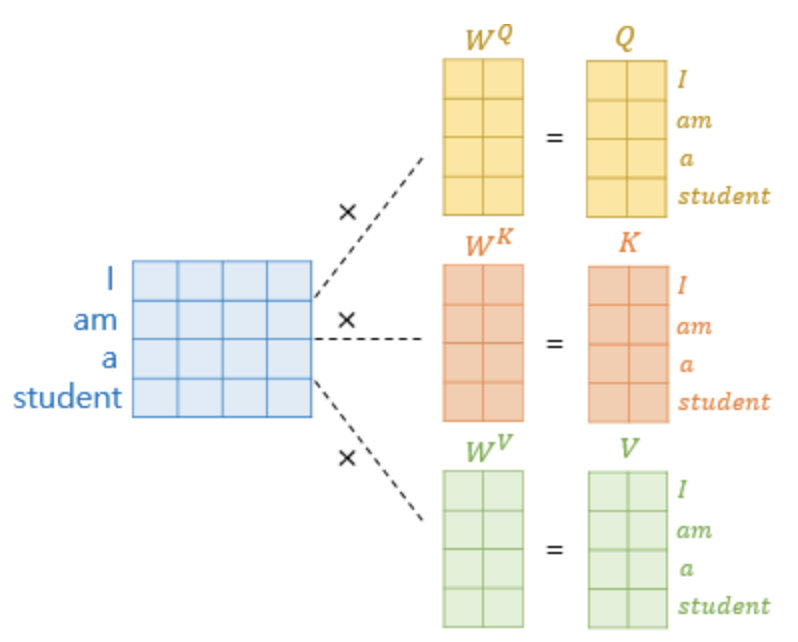 W^Q Q
I
am
a
student
×
=
I
am
a
student
×
W^K K
=
I
am
a
student
×
W^V V
=
I
am
a
student